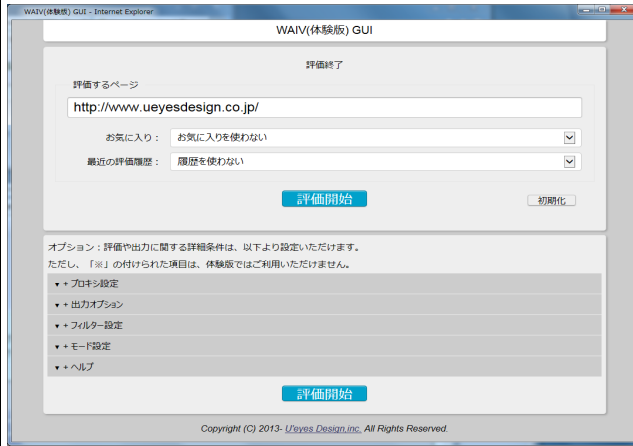 WAIV(体験版) GUI - Internet Explorer
WAIV(体験版) GUI
評価終了
評価するページ
http://www.ueyesdesign.co.jp/
お気に入り： お気に入りを使わない
最近の評価履歴： 履歴を使わない
評価開始 初期化
オプション：評価や出力に関する詳細条件は、以下より設定いただけます。
ただし、「※」の付けられた項目は、体験版ではご利用いただけません。
▼ + プロキシ設定
▼ + 出力オプション
▼ + フィルター設定
▼ + モード設定
▼ + ヘルプ
評価開始
Copyright (C) 2013- U'eyes Design.inc. All Rights Reserved.